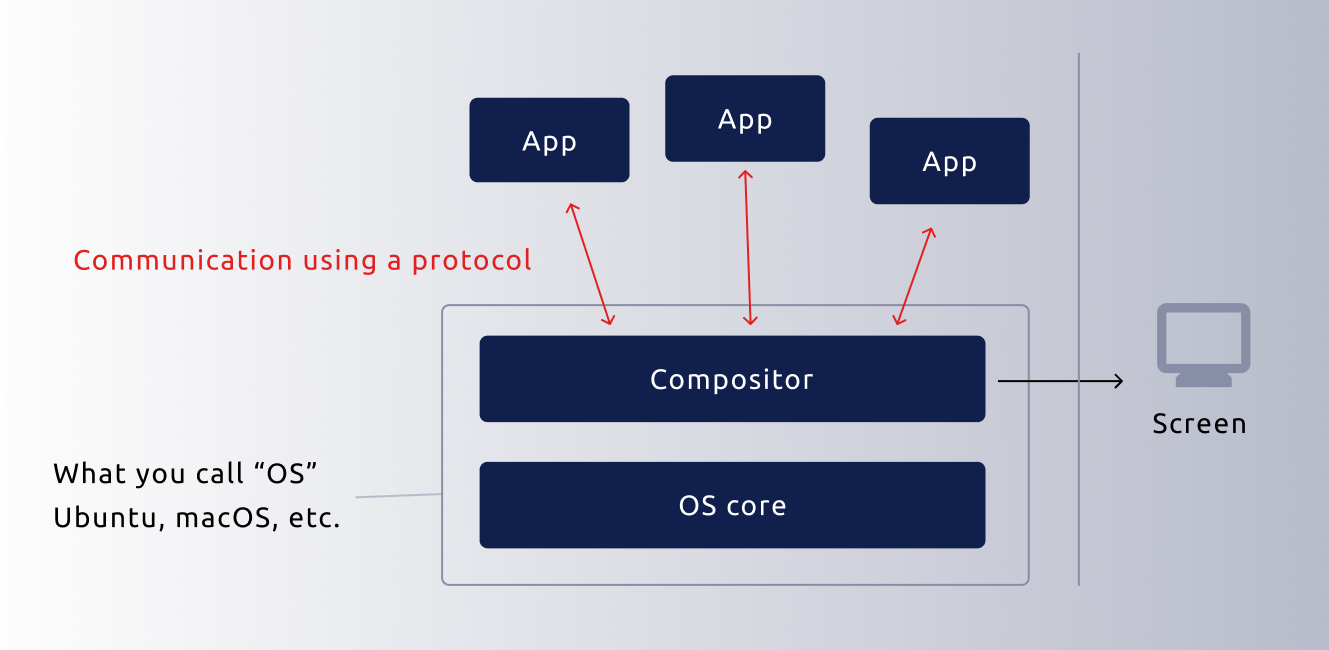 App
App
App
Communication using a protocol
Compositor
Screen
What you call “OS”
Ubuntu, macOS, etc.
OS core